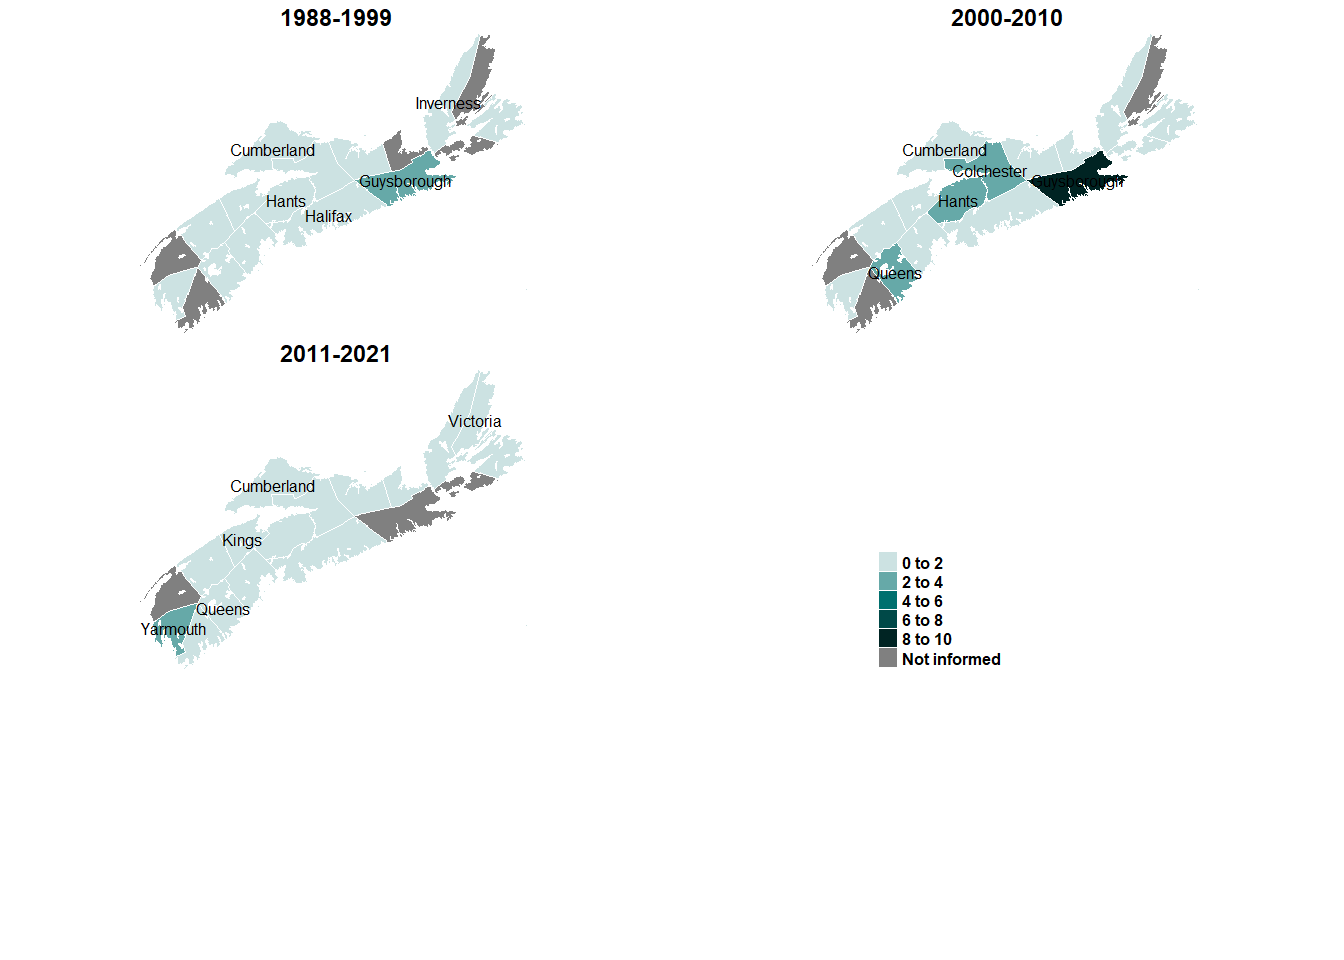 1988-1999
Inverness
Cumberland
Guysborough
Hants
Halifax
2000-2010
Cumberland
Colchester
Guysborough
Hants
Queens
2011-2021
Victoria
Cumberland
Kings
Queens
Yarmouth
0 to 2
2 to 4
4 to 6
6 to 8
8 to 10
Not informed